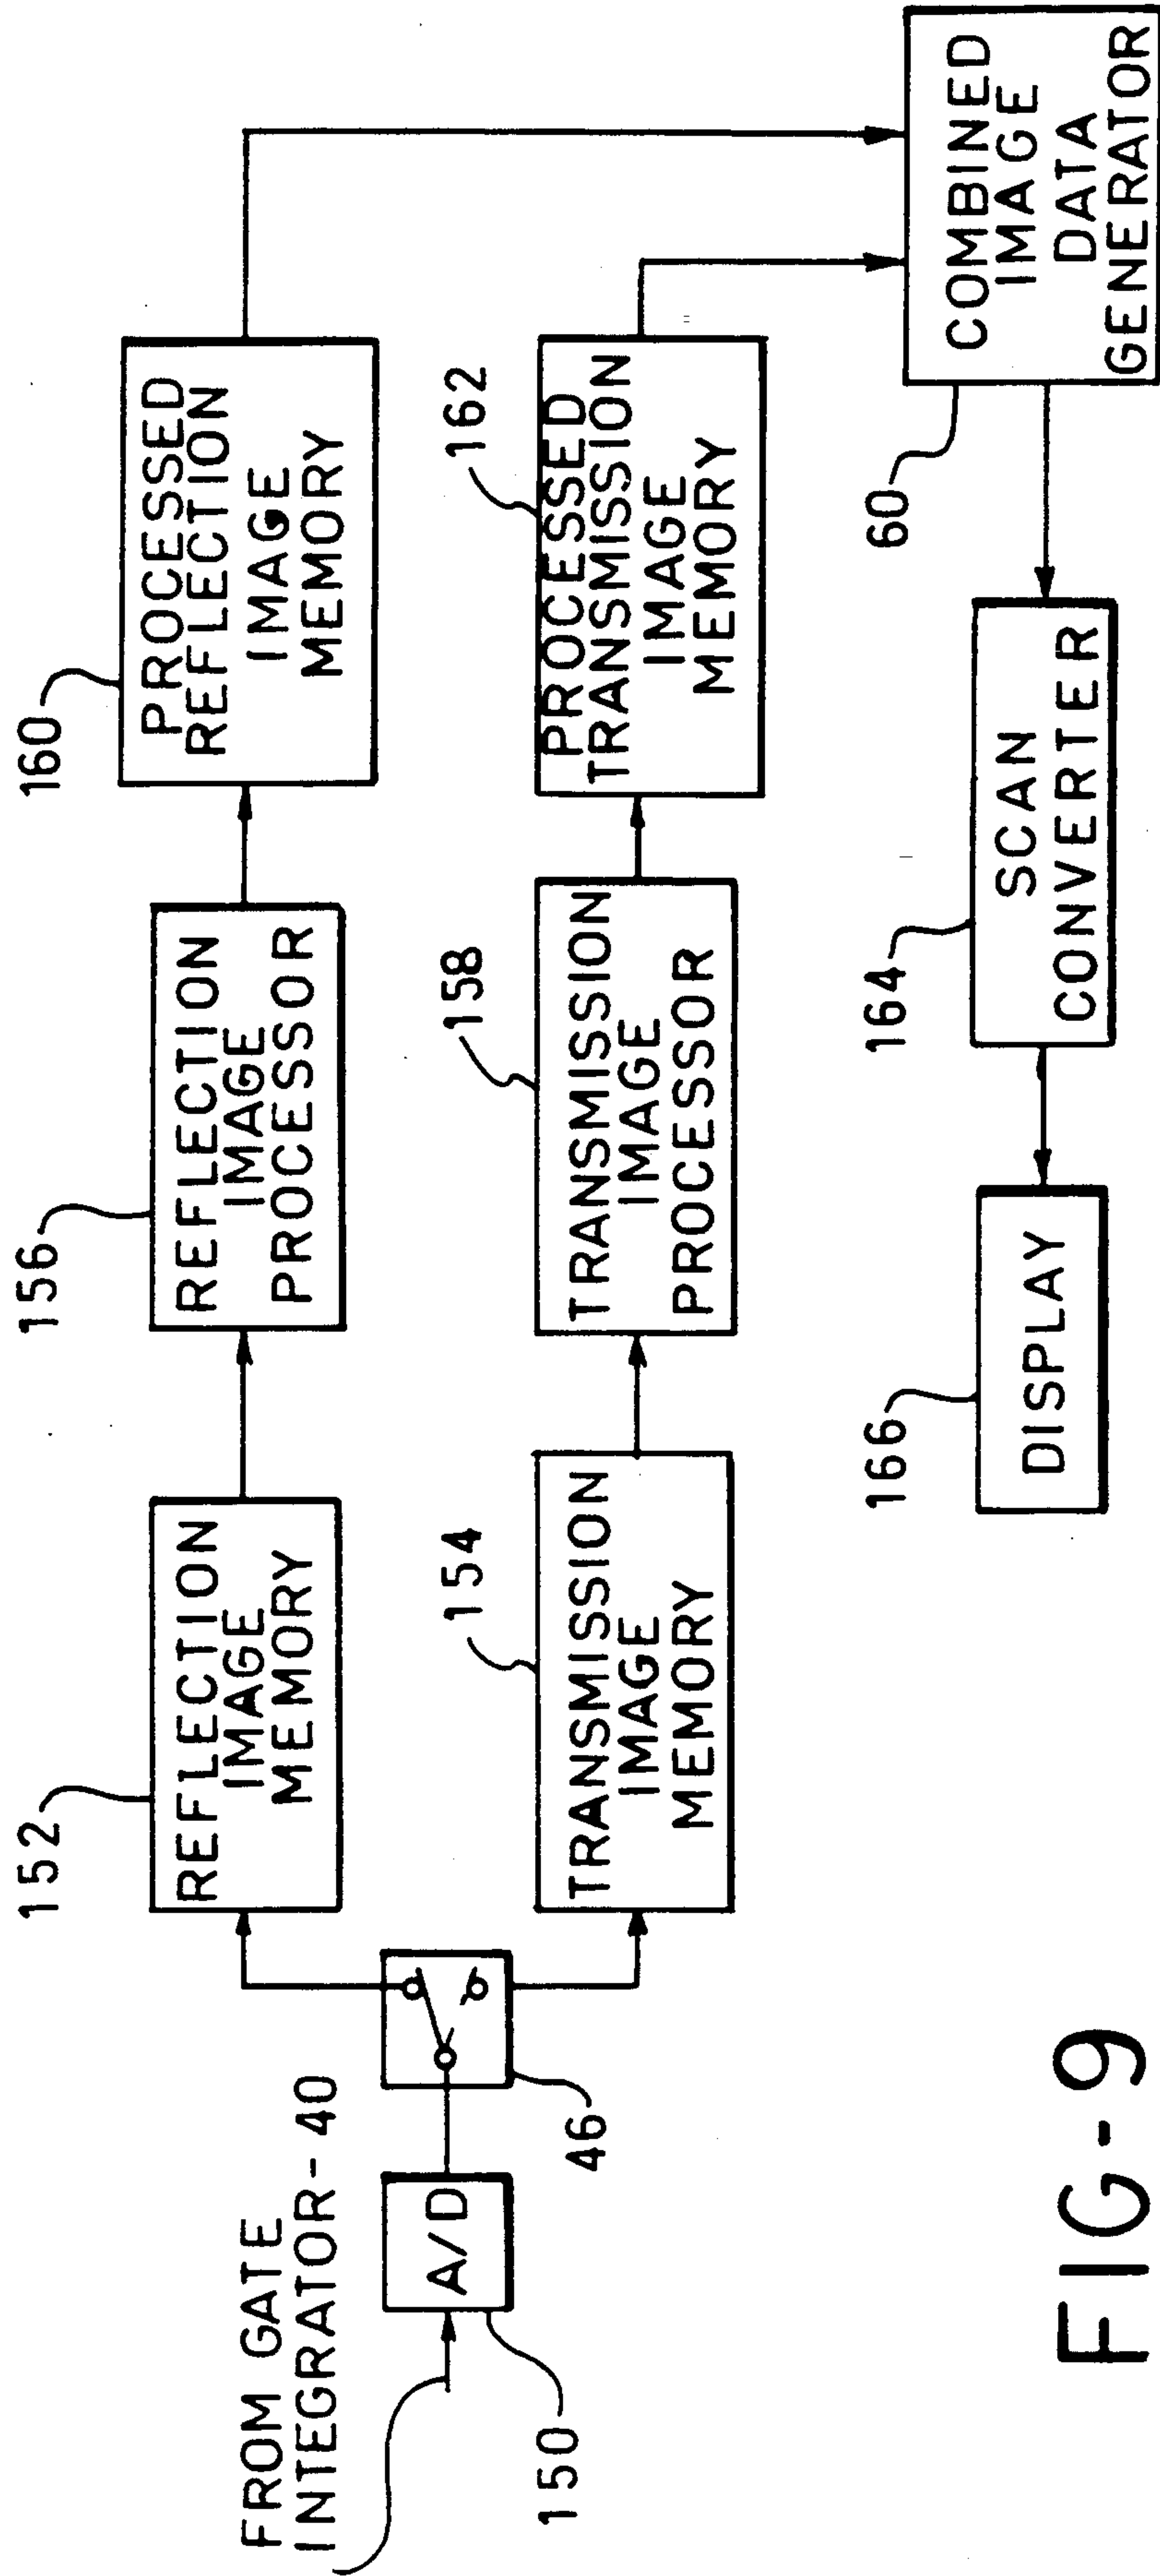 152
156
160
REFLECTION
IMAGE
MEMORY
REFLECTION
IMAGE
PROCESSOR
PROCESSED
REFLECTION
IMAGE
MEMORY
FROM GATE
INTEGRATOR-40
A/D
150
46
154
158
162
TRANSMISSION
IMAGE
MEMORY
TRANSMISSION
IMAGE
PROCESSOR
PROCESSED
TRANSMISSION
IMAGE
MEMORY
166
164
60
DISPLAY
SCAN
CONVERTER
COMBINED
IMAGE
DATA
GENERATOR
FIG-9